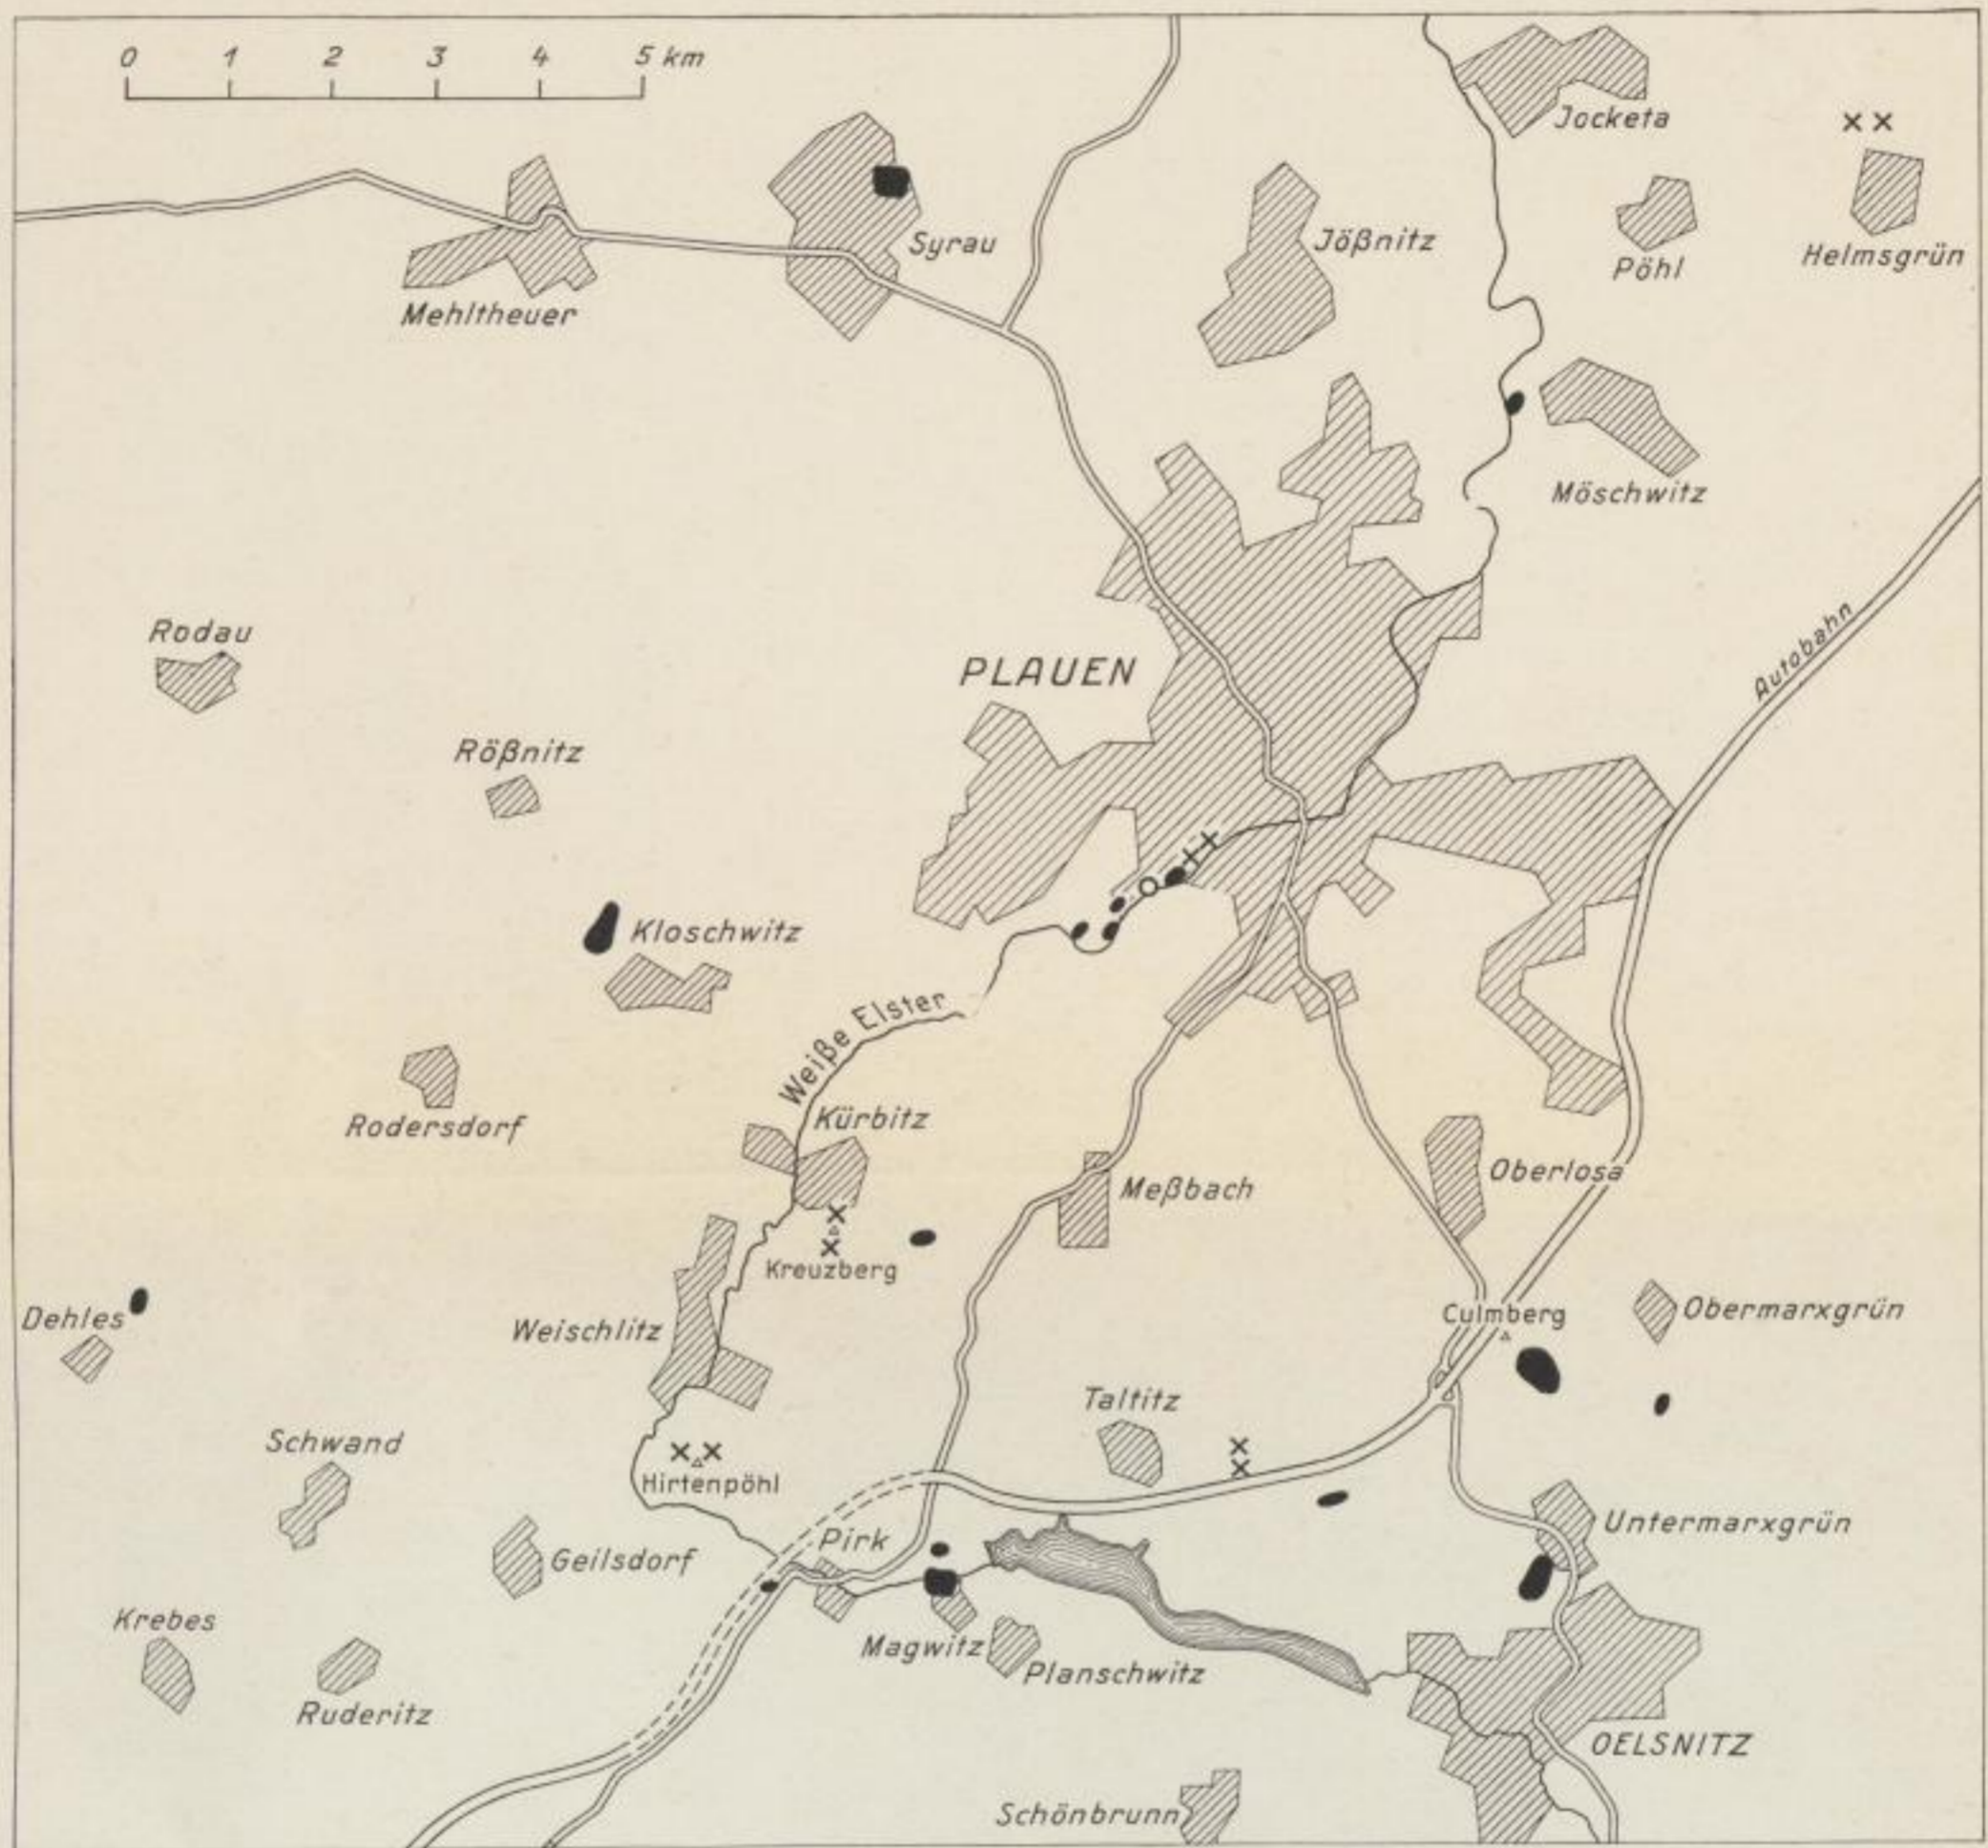 0 1 2 3 4 5 km
Jocketa
Syrau
Jößnitz
Pöhl
Helmsgrün
Mehltheuer
Möschwitz
Rodau
Autobahn
PLAUEN
Rößnitz
Kloschwitz
Weiße Elster
Rodersdorf
Kürbitz
Oberlosa
Meßbach
Kreuzberg
Dehles
Weischlitz
Culmberg
Obermarxgrün
Taltitz
Schwand
Hirtenpöhl
Pirk
Untermarxgrün
Geilsdorf
Krebes
Magwitz
Planschwitz
Ruderitz
OELSNITZ
Schönbrunn